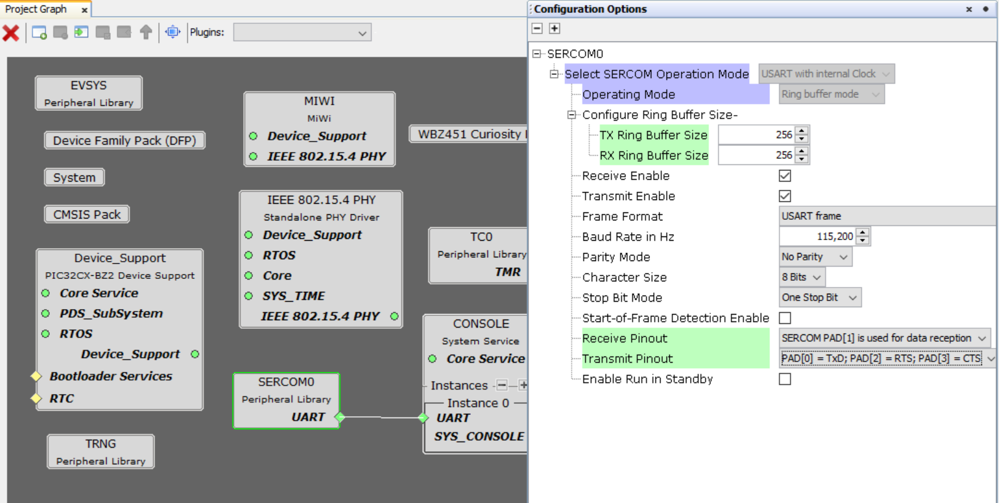 Project Graph x
Plugins:
EVSYS
Peripheral Library
Device Family Pack (DFP)
System
CMSIS Pack
Device_Support
PIC32CX-BZ2 Device Support
Core Service
PDS_SubSystem
RTOS
Device_Support
Bootloader Services
RTC
TRNG
Peripheral Library
MIWI
MiWi
Device_Support
IEEE 802.15.4 PHY
IEEE 802.15.4 PHY
Standalone PHY Driver
Device_Support
RTOS
Core
SYS_TIME
IEEE 802.15.4 PHY
SERCOM0
Peripheral Library
UART
WBZ451 Curiosity
TC0
Peripheral Library
TMR
CONSOLE
System Service
Core Service
Instances
Instance 0
UART
SYS_CONSOLE
Configuration Options x
SERCOM0
Select SERCOM Operation Mode USART with internal Clock
Operating Mode Ring buffer mode
Configure Ring Buffer Size-
TX Ring Buffer Size 256
RX Ring Buffer Size 256
Receive Enable
Transmit Enable
Frame Format USART frame
Baud Rate in Hz 115,200
Parity Mode No Parity
Character Size 8 Bits
Stop Bit Mode One Stop Bit
Start-of-Frame Detection Enable
Receive Pinout SERCOM PAD[1] is used for data reception
Transmit Pinout PAD[0] = TxD; PAD[2] = RTS; PAD[3] = CTS
Enable Run in Standby